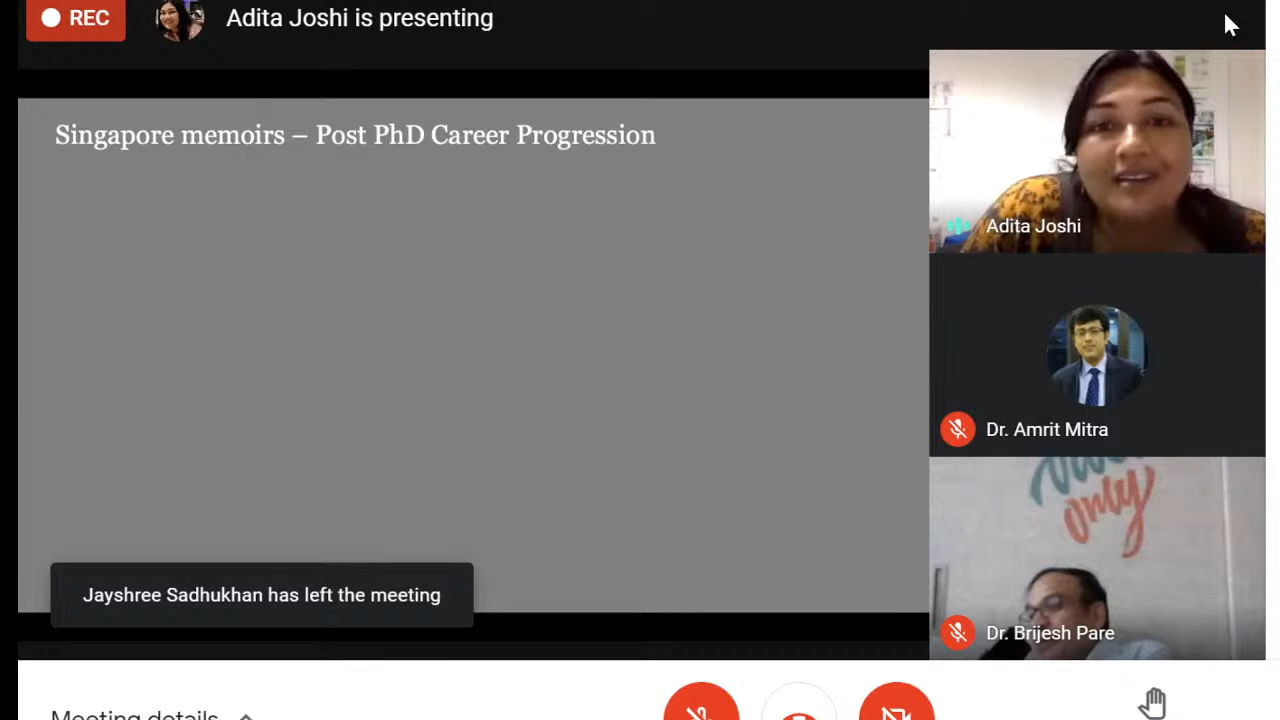 REC
Adita Joshi is presenting
Singapore memoirs – Post PhD Career Progression
Adita Joshi
Dr. Amrit Mitra
only
Dr. Brijesh Pare
Jayshree Sadhukhan has left the meeting
Meeting details